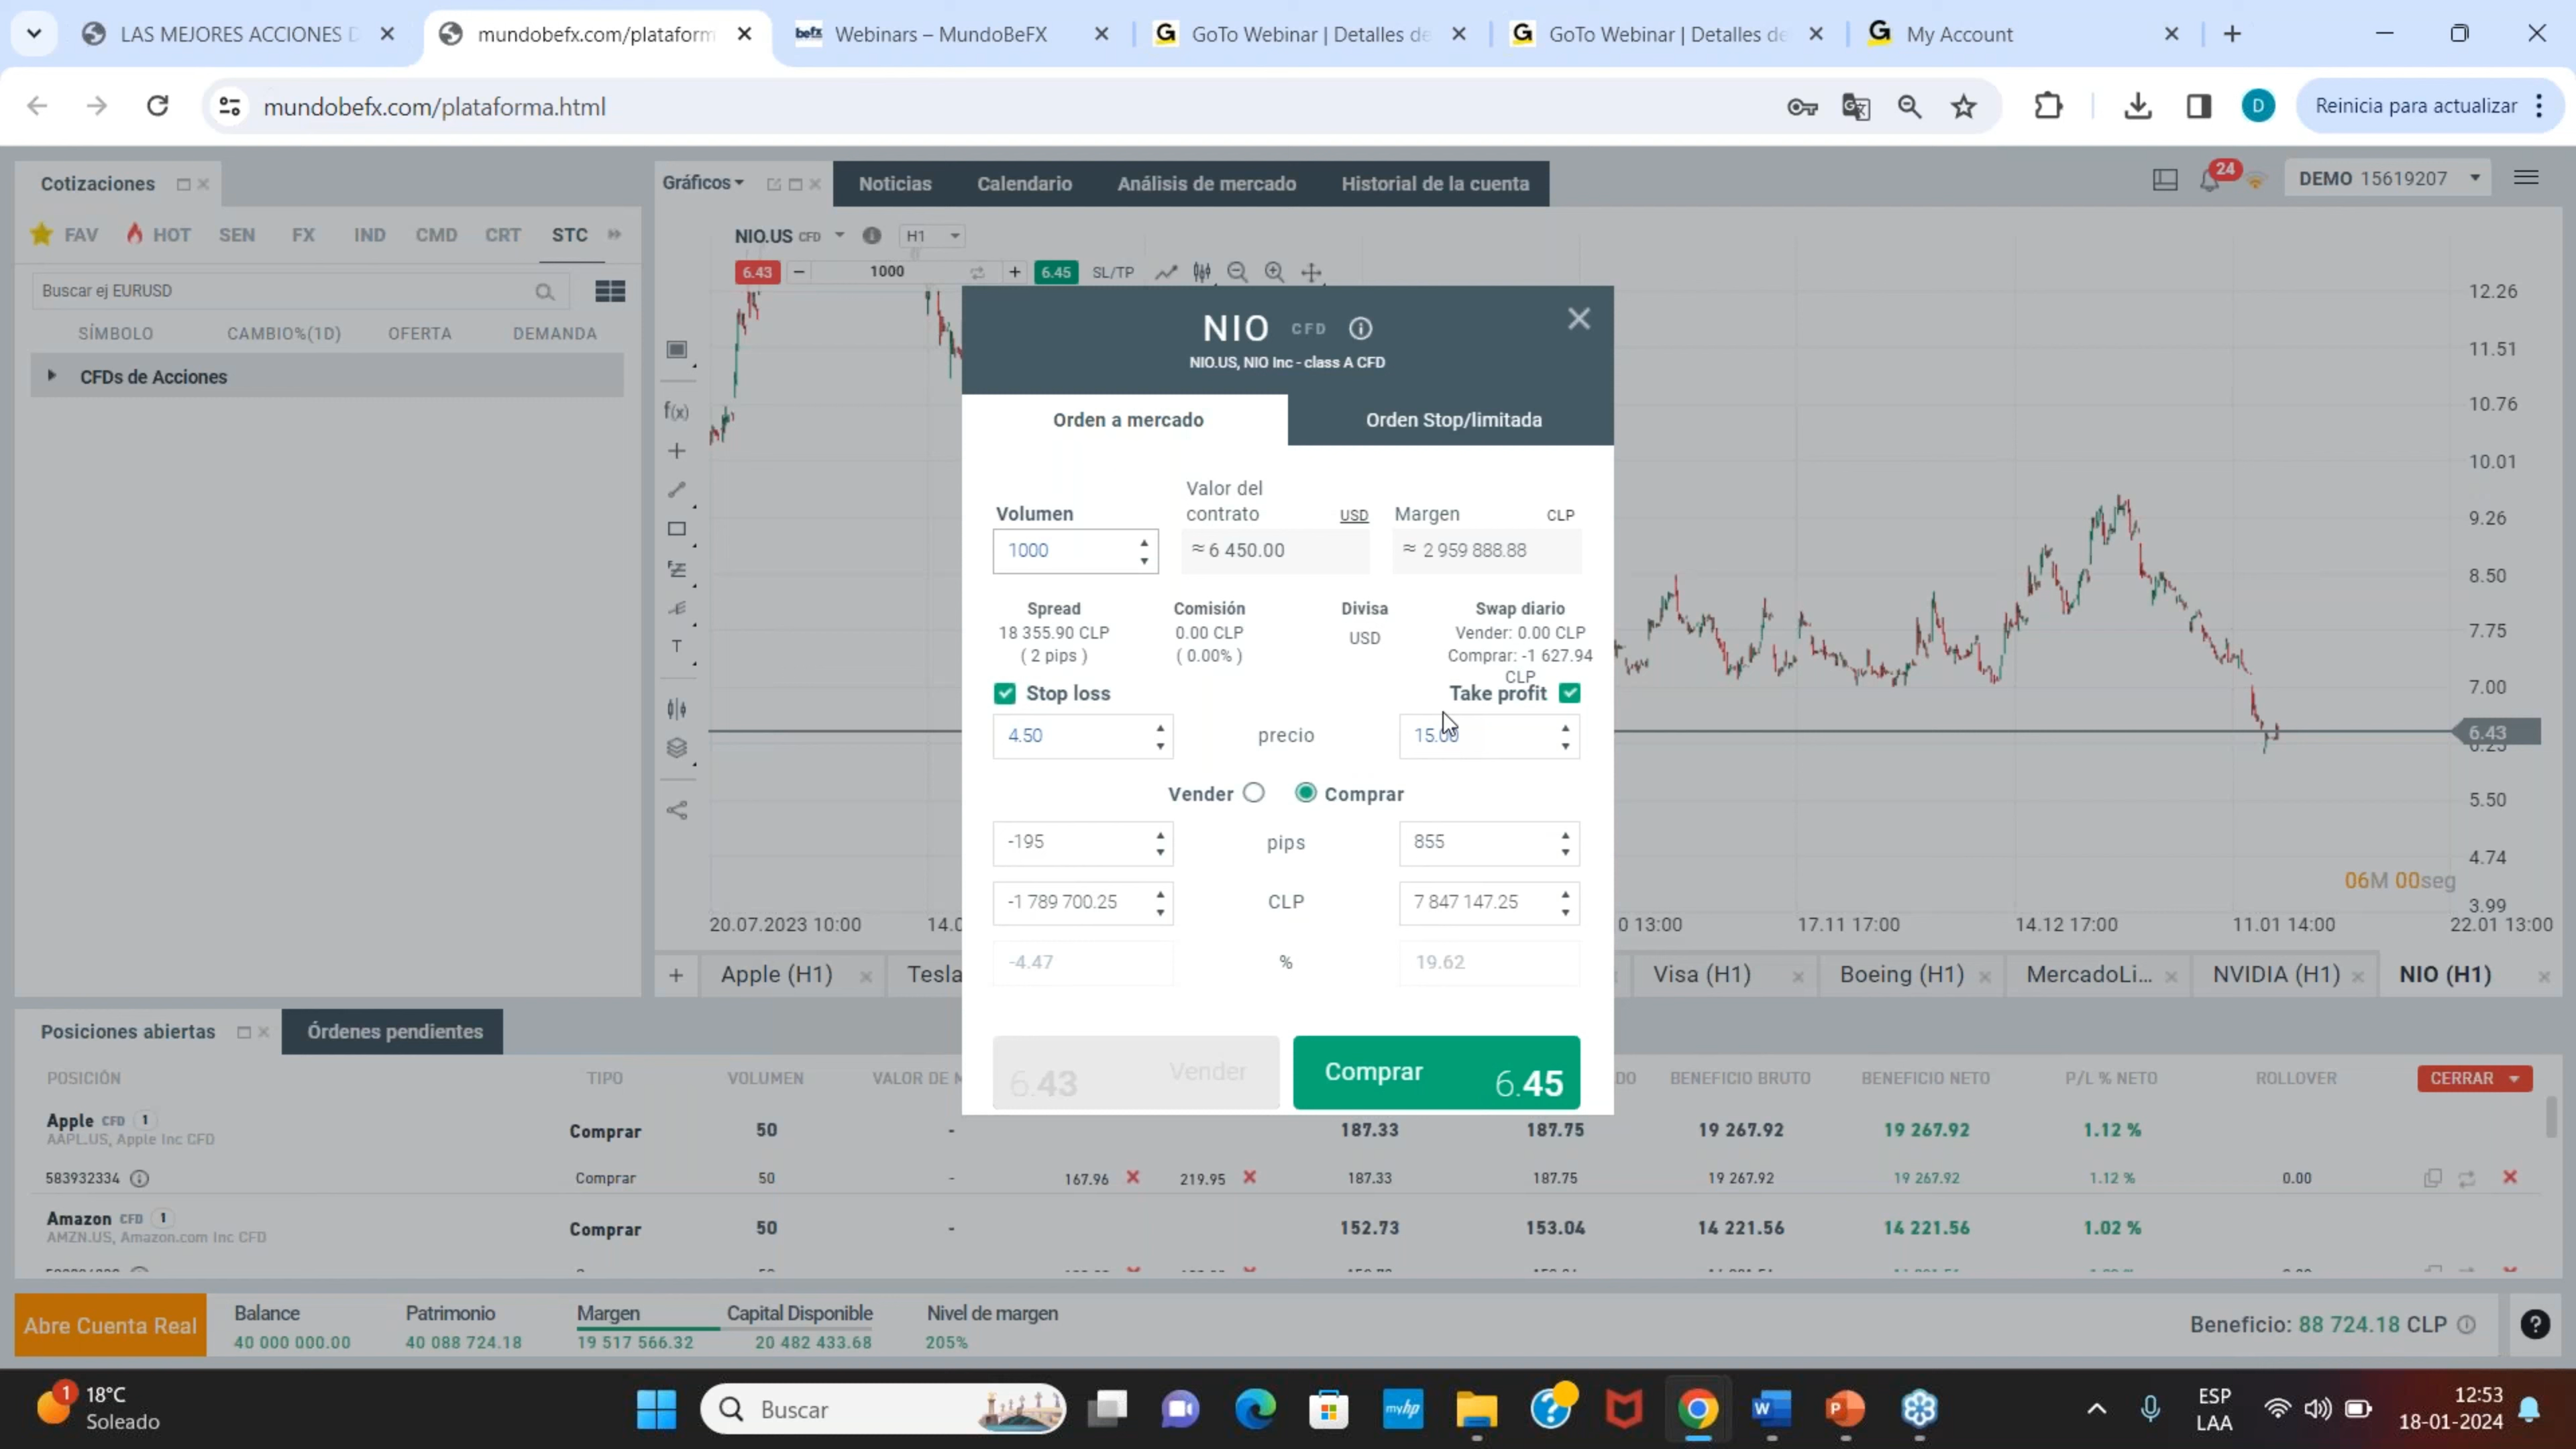 LAS MEJORES ACCIONES D
mundobefx.com/plataform
befx Webinars – MundoBeFX
GoTo Webinar | Detalles de
GoTo Webinar | Detalles de
My Account
mundobefx.com/plataforma.html
D
Reinicia para actualizar
Cotizaciones
Gráficos
Noticias
Calendario
Análisis de mercado
Historial de la cuenta
24
DEMO 15619207
FAV HOT SEN FX IND CMD CRT STC
NIO.US CFD H1
6.43 1000 6.45 SL/TP
Buscar ej EURUSD
SÍMBOLO CAMBIO%(1D) OFERTA DEMANDA
CFDs de Acciones
f(x)
T
NIO CFD
NIO.US, NIO Inc - class A CFD
Orden a mercado
Orden Stop/limitada
Valor del
Volumen contrato USD Margen CLP
1000 ≈ 6 450.00 ≈ 2 959 888.88
Spread Comisión Divisa Swap diario
18 355.90 CLP 0.00 CLP USD Vender: 0.00 CLP
( 2 pips ) ( 0.00% ) Comprar: -1 627.94
CLP
Stop loss Take profit
4.50 precio 15.00
Vender Comprar
-195 pips 855
-1 789 700.25 CLP 7 847 147.25
-4.47 % 19.62
6.43 Vender
Comprar 6.45
12.26
11.51
10.76
10.01
9.26
8.50
7.75
7.00
6.43
6.25
5.50
4.74
3.99
06M 00seg
20.07.2023 10:00 14.0 0 13:00 17.11 17:00 14.12 17:00 11.01 14:00 22.01 13:00
Apple (H1) Tesla Visa (H1) Boeing (H1) MercadoLi... NVIDIA (H1) NIO (H1)
Posiciones abiertas
Órdenes pendientes
POSICIÓN TIPO VOLUMEN VALOR DE M DO BENEFICIO BRUTO BENEFICIO NETO P/L % NETO ROLLOVER CERRAR
Apple CFD 1
AAPL.US, Apple Inc CFD
Comprar 50 - 187.33 187.75 19 267.92 19 267.92 1.12 %
583932334 Comprar 50 - 167.96 219.95 187.33 187.75 19 267.92 19 267.92 1.12 % 0.00
Amazon CFD 1
AMZN.US, Amazon.com Inc CFD
Comprar 50 - 152.73 153.04 14 221.56 14 221.56 1.02 %
Abre Cuenta Real
Balance Patrimonio Margen Capital Disponible Nivel de margen
40 000 000.00 40 088 724.18 19 517 566.32 20 482 433.68 205%
Beneficio: 88 724.18 CLP
?
1
18°C
Soleado
Buscar
myhp
ESP
LAA
12:53
18-01-2024